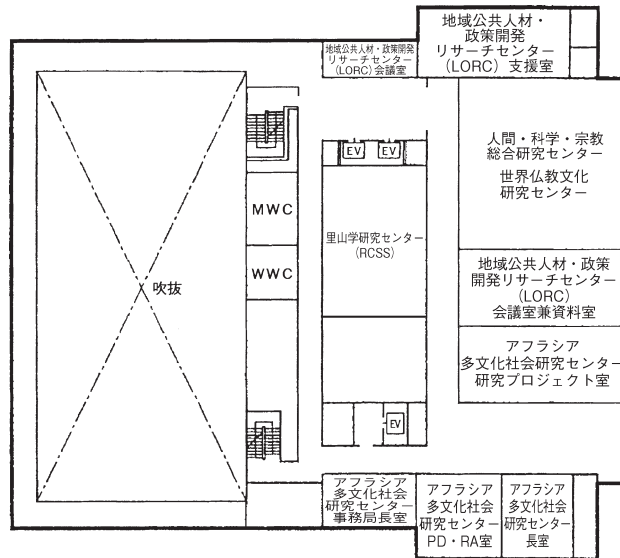 地域公共人材・
政策開発
リサーチセンター
(LORC) 支援室
地域公共人材・政策開発
リサーチセンター
(LORC) 会議室
人間・科学・宗教
総合研究センター
世界仏教文化
研究センター
EV
EV
MWC
WWC
吹抜
里山学研究センター
(RCSS)
地域公共人材・政策
開発リサーチセンター
(LORC)
会議室兼資料室
アフラシア
多文化社会研究センター
研究プロジェクト室
EV
アフラシア
多文化社会
研究センター
事務局長室
アフラシア
多文化社会
研究センター
PD・RA室
アフラシア
多文化社会
研究センター
長室